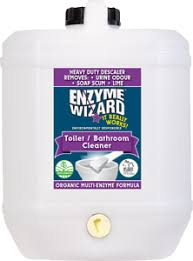 HEAVY DUTY DESCALER
REMOVES: • URINE ODOUR
• SOAP SCUM • LIME
ENZYME
WIZARD
IT REALLY
WORKS!
ENVIRONMENTALLY RESPONSIBLE
Toilet / Bathroom
Cleaner
ORGANIC MULTI-ENZYME FORMULA